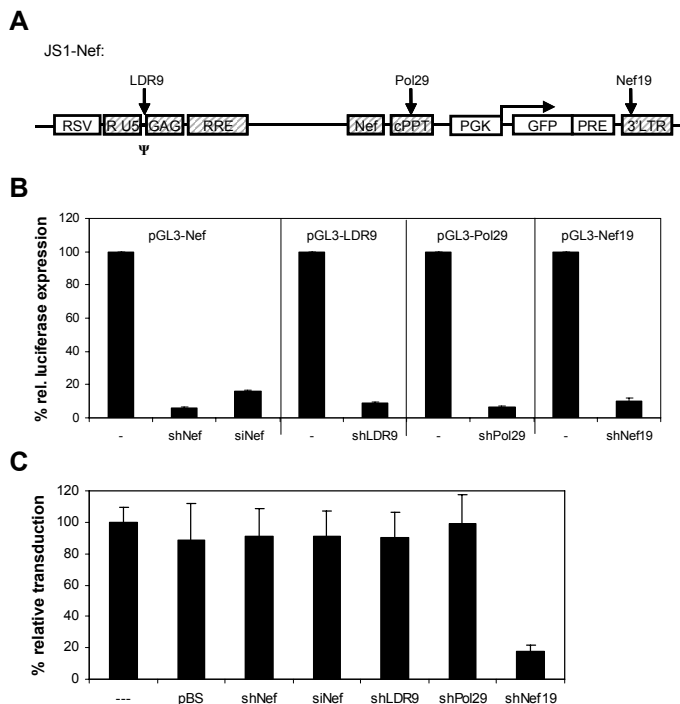 A
JS1-Nef:
LDR9 Pol29 Nef19
RSV R U5 GAG RRE Nef cPPT PGK GFP PRE 3'LTR
Ψ
B
% rel. luciferase expression
120
100
80
60
40
20
0
pGL3-Nef pGL3-LDR9 pGL3-Pol29 pGL3-Nef19
- shNef siNef - shLDR9 - shPol29 - shNef19
C
% relative transduction
120
100
80
60
40
20
0
--- pBS shNef siNef shLDR9 shPol29 shNef19